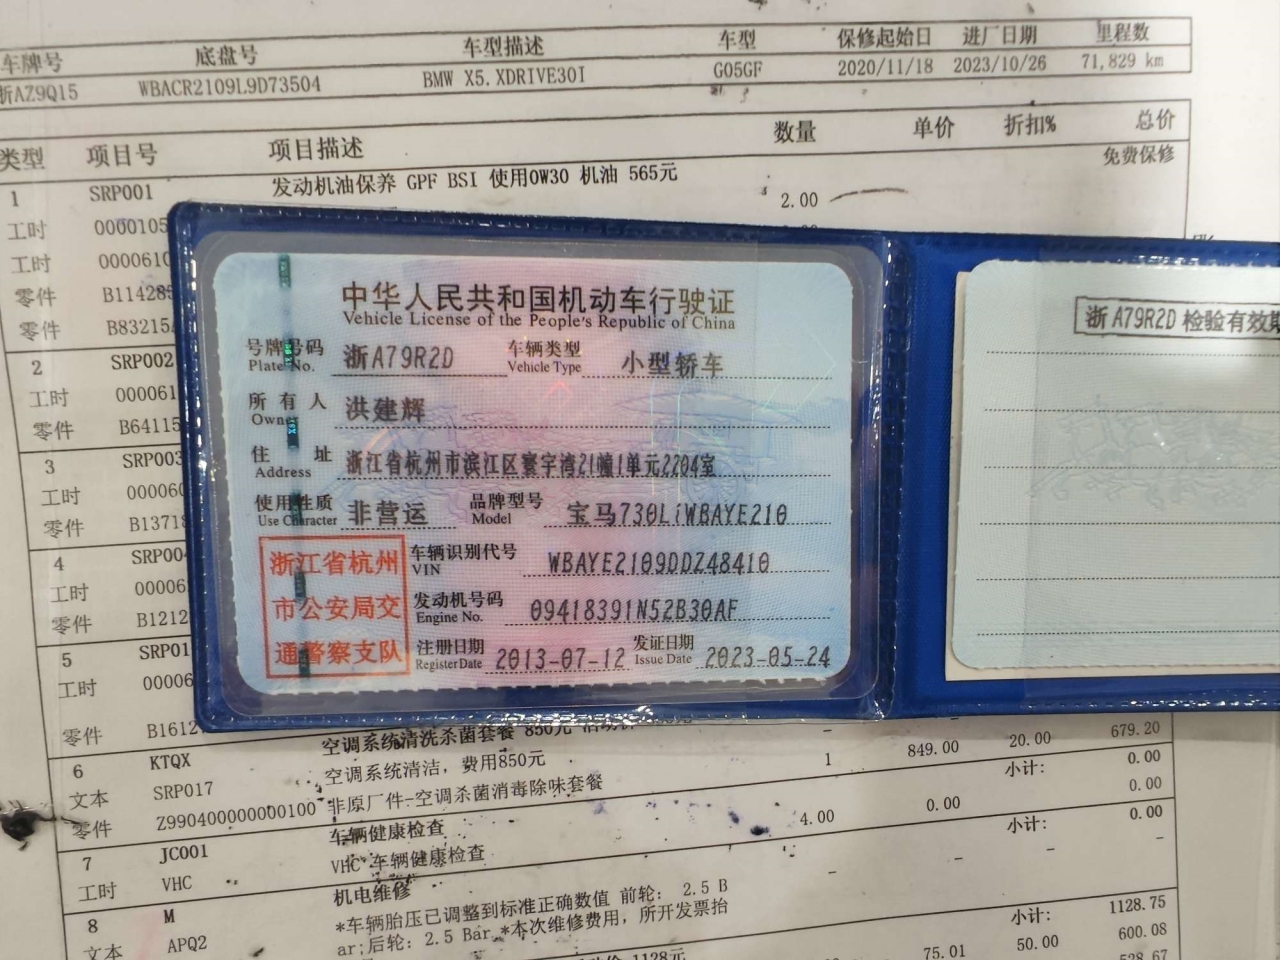 车牌号 底盘号 车型描述 车型 保修起始日 进厂日期 里程数
浙AZ9Q15 WBACR2109L9D73504 BMW X5.XDRIVE30I G05GF 2020/11/18 2023/10/26 71,829 km
类型 项目号 项目描述 数量 单价 折扣% 总价
1 SRP001 发动机油保养 GPF BSI 使用0W30 机油 565元 免费保修
工时 0000105 2.00
工时 000061
零件 B11428
零件 B83215
2 SRP002
工时 000061
零件 B64115
3 SRP003
工时 00006
零件 B1371
4 SRP00
工时 00006
零件 B1212
5 SRP01
工时 00006
零件 B1612
中华人民共和国机动车行驶证
Vehicle License of the People's Republic of China
号牌号码 浙A79R2D 车辆类型 小型轿车
Plate No. Vehicle Type
所有人 洪建辉
Owner
住址 浙江省杭州市滨江区寰宇湾21幢1单元2204室
Address
使用性质 非营运 品牌型号 宝马730LiWBAYE210
Use Character Model
浙江省杭州
市公安局交
通警察支队
车辆识别代号 WBAYE2109DDZ48410
VIN
发动机号码 09418391N52B30AF
Engine No.
注册日期 2013-07-12 发证日期 2023-05-24
Register Date Issue Date
浙A79R2D 检验有效期
空调系统清洗杀菌套餐 850元
6 KTQX 空调系统清洁，费用850元 1 849.00 20.00 679.20
文本 SRP017 小计: 0.00
零件 Z990400000000100 非原厂件-空调杀菌消毒除味套餐 4.00 0.00 0.00
车辆健康检查 小计: 0.00
7 JC001
工时 VHC VHC 车辆健康检查
机电维修
8 M 小计: 1128.75
文本 APQ2 *车辆胎压已调整到标准正确数值 前轮： 2.5 B
ar;后轮：2.5 Bar *本次维修费用，所开发票抬
75.01 50.00 600.08
1128元 528.67